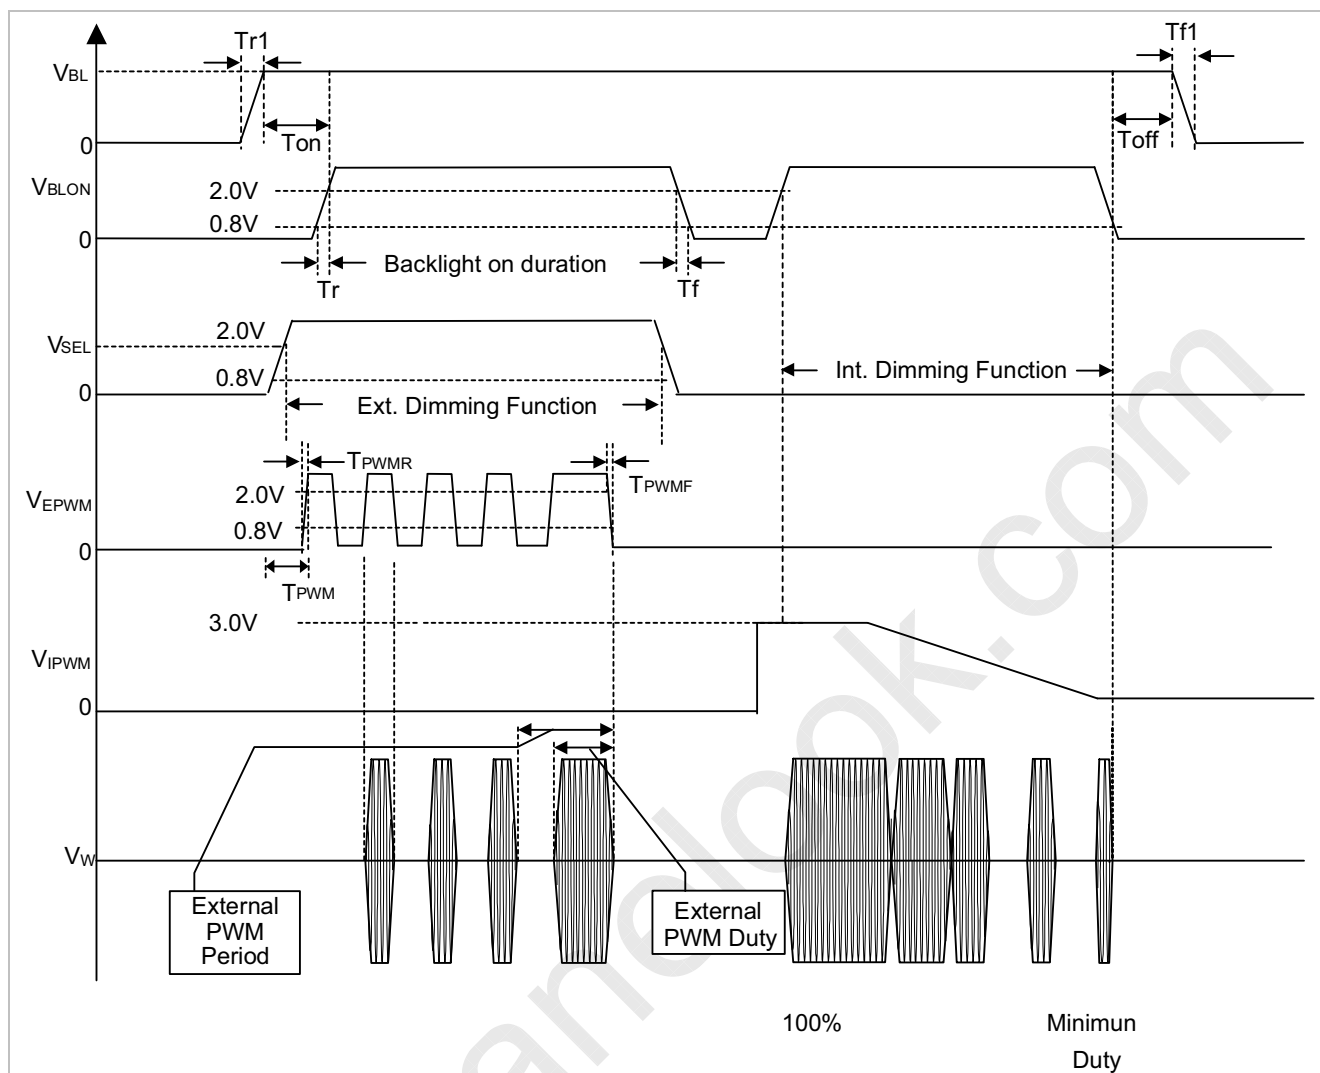 Tr1
Tf1
VBL
Ton
Toff
0
VBLON
2.0V
0.8V
0
Backlight on duration
Tr
Tf
2.0V
VSEL
0.8V
0
Int. Dimming Function
Ext. Dimming Function
TPWMR
TPWMF
VEPWM
2.0V
0.8V
0
TPWM
3.0V
VIPWM
0
VW
External
PWM
Period
External
PWM Duty
100%
Minimun
Duty